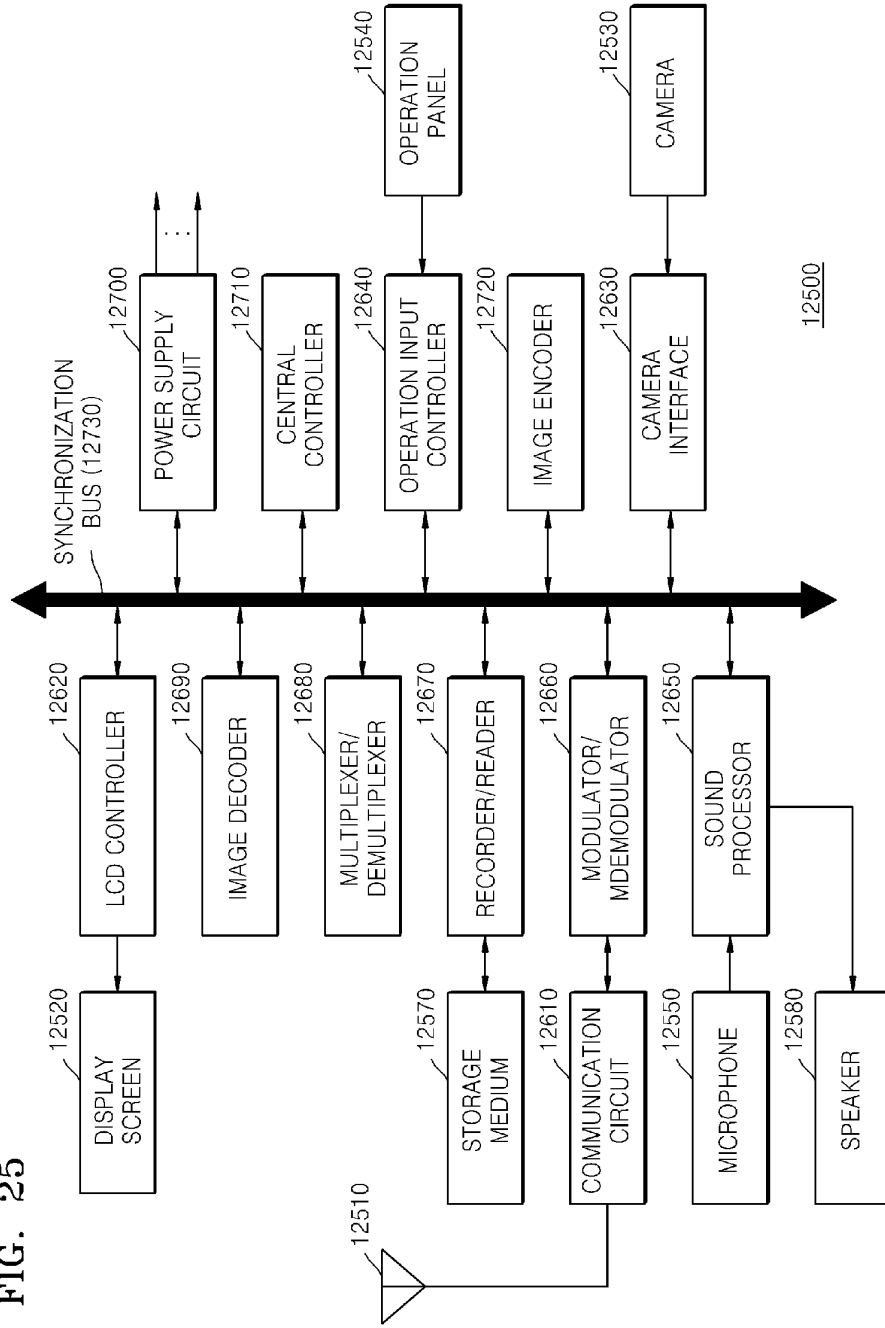 FIG. 25
12510
12520
DISPLAY
SCREEN
12620
LCD CONTROLLER
12690
IMAGE DECODER
12680
MULTIPLEXER/
DEMULTIPLEXER
12570
STORAGE
MEDIUM
12670
RECORDER/READER
12610
COMMUNICATION
CIRCUIT
12660
MODULATOR/
MDEMODULATOR
12550
MICROPHONE
12650
SOUND
PROCESSOR
12580
SPEAKER
SYNCHRONIZATION
BUS (12730)
12700
POWER SUPPLY
CIRCUIT
...
12710
CENTRAL
CONTROLLER
12640
OPERATION INPUT
CONTROLLER
12540
OPERATION
PANEL
12720
IMAGE ENCODER
12630
CAMERA
INTERFACE
12530
CAMERA
12500